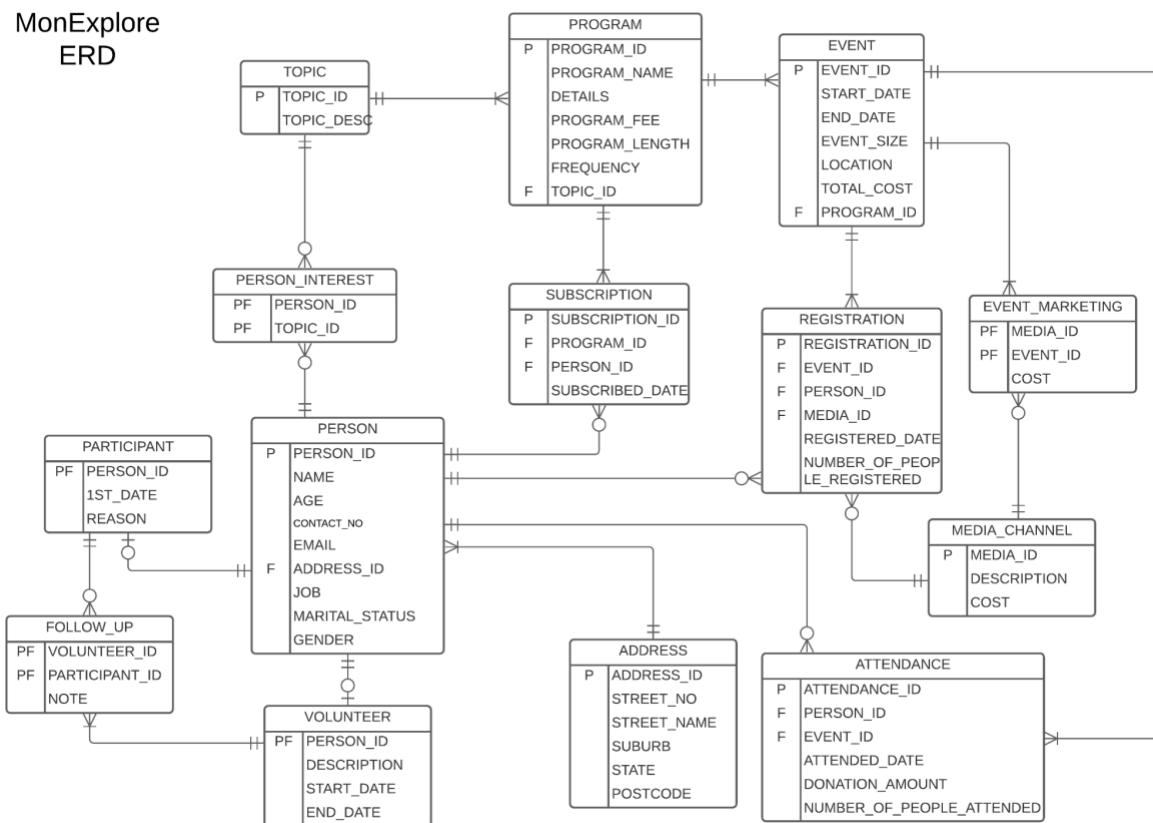 MonExplore
ERD
TOPIC
P TOPIC_ID
TOPIC_DESC
PROGRAM
P PROGRAM_ID
PROGRAM_NAME
DETAILS
PROGRAM_FEE
PROGRAM_LENGTH
FREQUENCY
F TOPIC_ID
EVENT
P EVENT_ID
START_DATE
END_DATE
EVENT_SIZE
LOCATION
TOTAL_COST
F PROGRAM_ID
PERSON_INTEREST
PF PERSON_ID
PF TOPIC_ID
SUBSCRIPTION
P SUBSCRIPTION_ID
F PROGRAM_ID
F PERSON_ID
SUBSCRIBED_DATE
REGISTRATION
P REGISTRATION_ID
F EVENT_ID
F PERSON_ID
F MEDIA_ID
REGISTERED_DATE
NUMBER_OF_PEOP
LE_REGISTERED
EVENT_MARKETING
PF MEDIA_ID
PF EVENT_ID
COST
PARTICIPANT
PF PERSON_ID
1ST_DATE
REASON
PERSON
P PERSON_ID
NAME
AGE
CONTACT_NO
EMAIL
F ADDRESS_ID
JOB
MARITAL_STATUS
GENDER
MEDIA_CHANNEL
P MEDIA_ID
DESCRIPTION
COST
FOLLOW_UP
PF VOLUNTEER_ID
PF PARTICIPANT_ID
NOTE
VOLUNTEER
PF PERSON_ID
DESCRIPTION
START_DATE
END_DATE
ADDRESS
P ADDRESS_ID
STREET_NO
STREET_NAME
SUBURB
STATE
POSTCODE
ATTENDANCE
P ATTENDANCE_ID
F PERSON_ID
F EVENT_ID
ATTENDED_DATE
DONATION_AMOUNT
NUMBER_OF_PEOPLE_ATTENDED